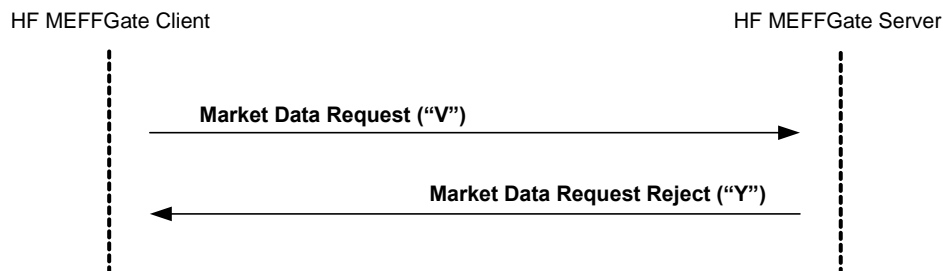 HF MEFFGate Client
HF MEFFGate Server
Market Data Request (“V”)
Market Data Request Reject (“Y”)